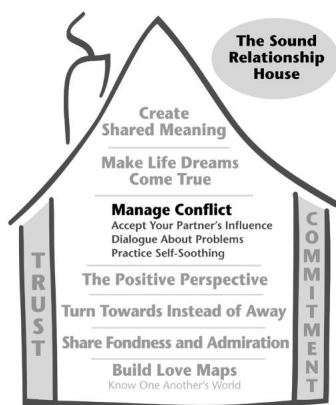 The Sound
Relationship
House
Create
Shared Meaning
Make Life Dreams
Come True
Manage Conflict
Accept Your Partner's Influence
Dialogue About Problems
Practice Self-Soothing
The Positive Perspective
Turn Towards Instead of Away
Share Fondness and Admiration
Build Love Maps
Know One Another's World
TRUST
COMMITMENT